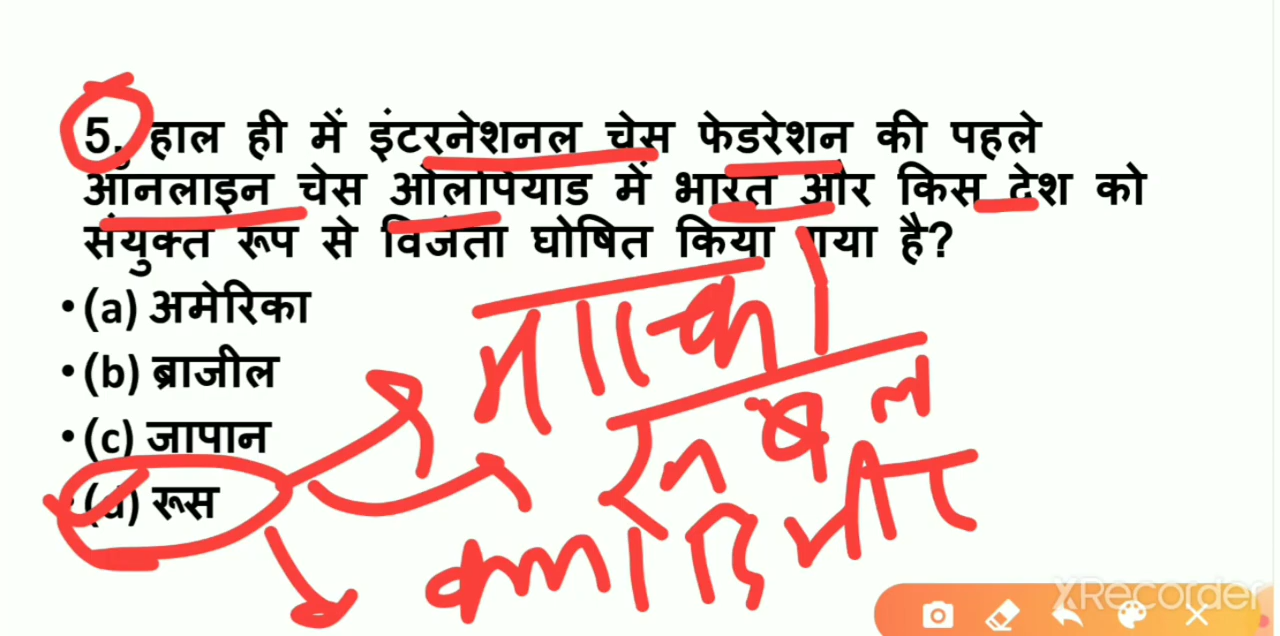 5. हाल ही में इंटरनेशनल चेस फेडरेशन की पहले
ऑनलाइन चेस ओलंपियाड में भारत और किस देश को
संयुक्त रूप से विजेता घोषित किया गया है?
• (a) अमेरिका
• (b) ब्राजील
• (c) जापान
• (d) रूस
मास्को
रूबल
XRecorder